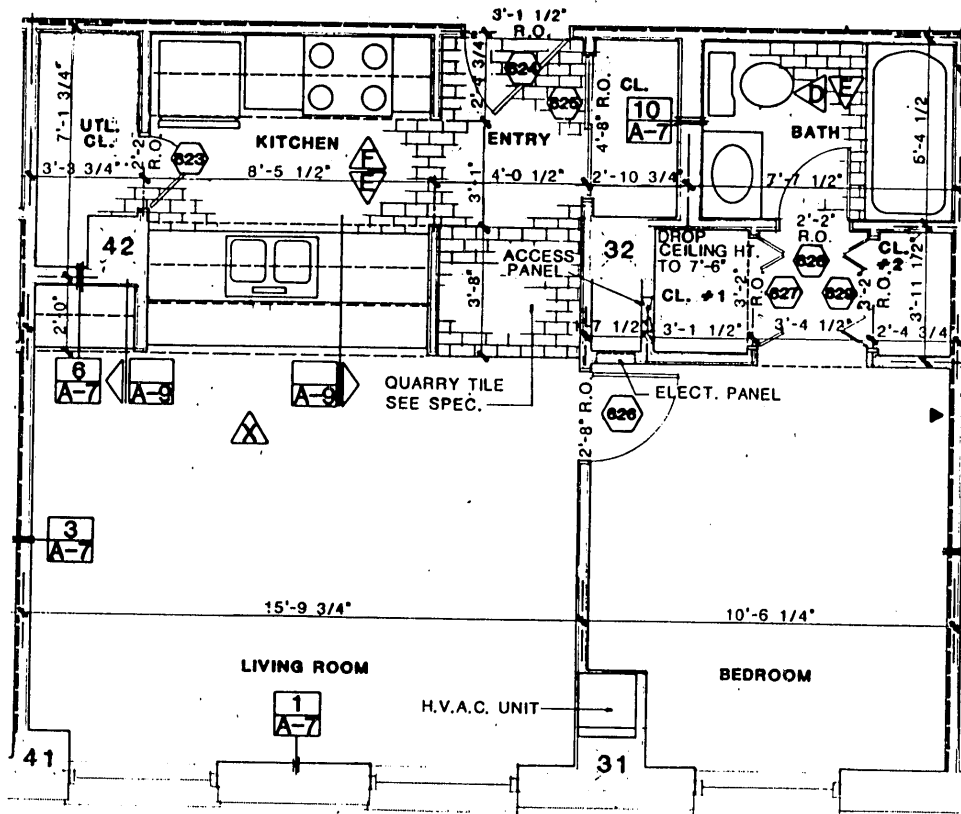 3'-1 1/2"
R.O.
7'-1 3/4"
2'-4 3/4"
624
625
CL.
10
A-7
4'-8" R.O.
D
E
BATH
5'-4 1/2
UTL.
CL.
2'-2"
R.O.
623
KITCHEN
F
E
ENTRY
3'-3 3/4"
8'-5 1/2"
3'-1"
4'-0 1/2"
2'-10 3/4"
7'-7 1/2"
2'-2"
R.O.
628
42
32
ACCESS
PANEL
DROP
CEILING HT.
TO 7'-6"
CL. #1
3'-2"
R.O.
627
629
3'-2"
R.O.
CL.
#2
3'-11 1/2"
2'-0"
3'-8"
7 1/2"
3'-1 1/2"
3'-4 1/2"
2'-4 3/4
6
A-7
A-9
A-9
QUARRY TILE
SEE SPEC.
2'-8" R.O.
626
ELECT. PANEL
X
3
A-7
15'-9 3/4"
10'-6 1/4"
LIVING ROOM
BEDROOM
1
A-7
H.V.A.C. UNIT
41
31